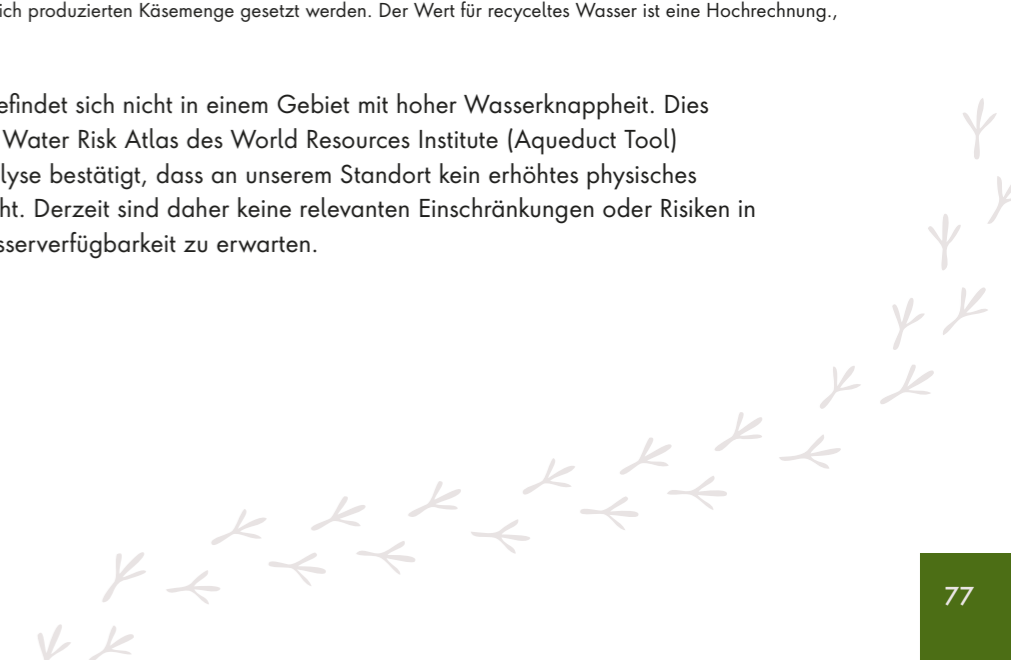 ich produzierten Käsemenge gesetzt werden. Der Wert für recyceltes Wasser ist eine Hochrechnung.,
efindet sich nicht in einem Gebiet mit hoher Wasserknappheit. Dies
Water Risk Atlas des World Resources Institute (Aqueduct Tool)
lyse bestätigt, dass an unserem Standort kein erhöhtes physisches
ht. Derzeit sind daher keine relevanten Einschränkungen oder Risiken in
sserverfügbarkeit zu erwarten.
77